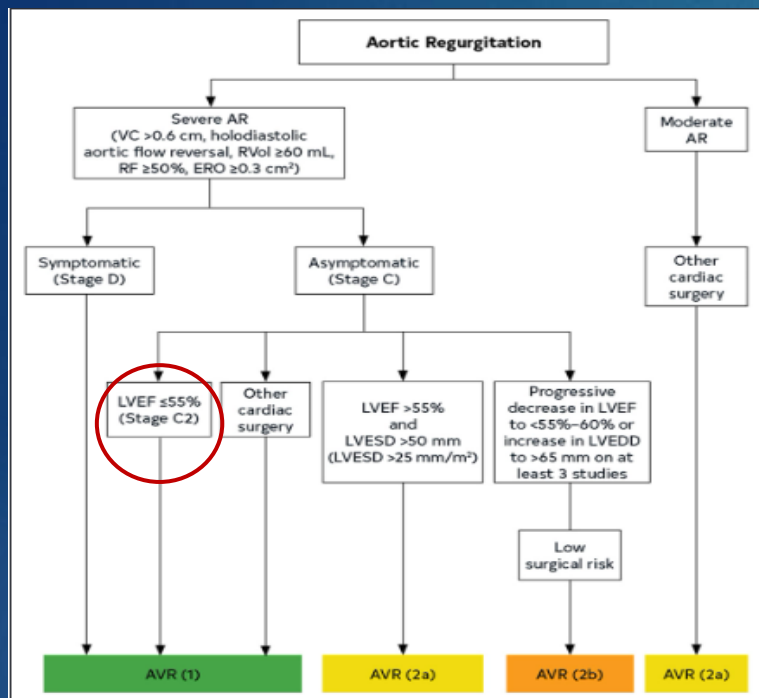 Aortic Regurgitation
Severe AR
(VC >0.6 cm, holodiastolic
aortic flow reversal, RVol ≥60 mL,
RF ≥50%, ERO ≥0.3 cm²)
Moderate
AR
Symptomatic
(Stage D)
Asymptomatic
(Stage C)
Other
cardiac
surgery
LVEF ≤55%
(Stage C2)
Other
cardiac
surgery
LVEF >55%
and
LVESD >50 mm
(LVESD >25 mm/m²)
Progressive
decrease in LVEF
to <55%–60% or
increase in LVEDD
to >65 mm on at
least 3 studies
Low
surgical risk
AVR (1)
AVR (2a)
AVR (2b)
AVR (2a)